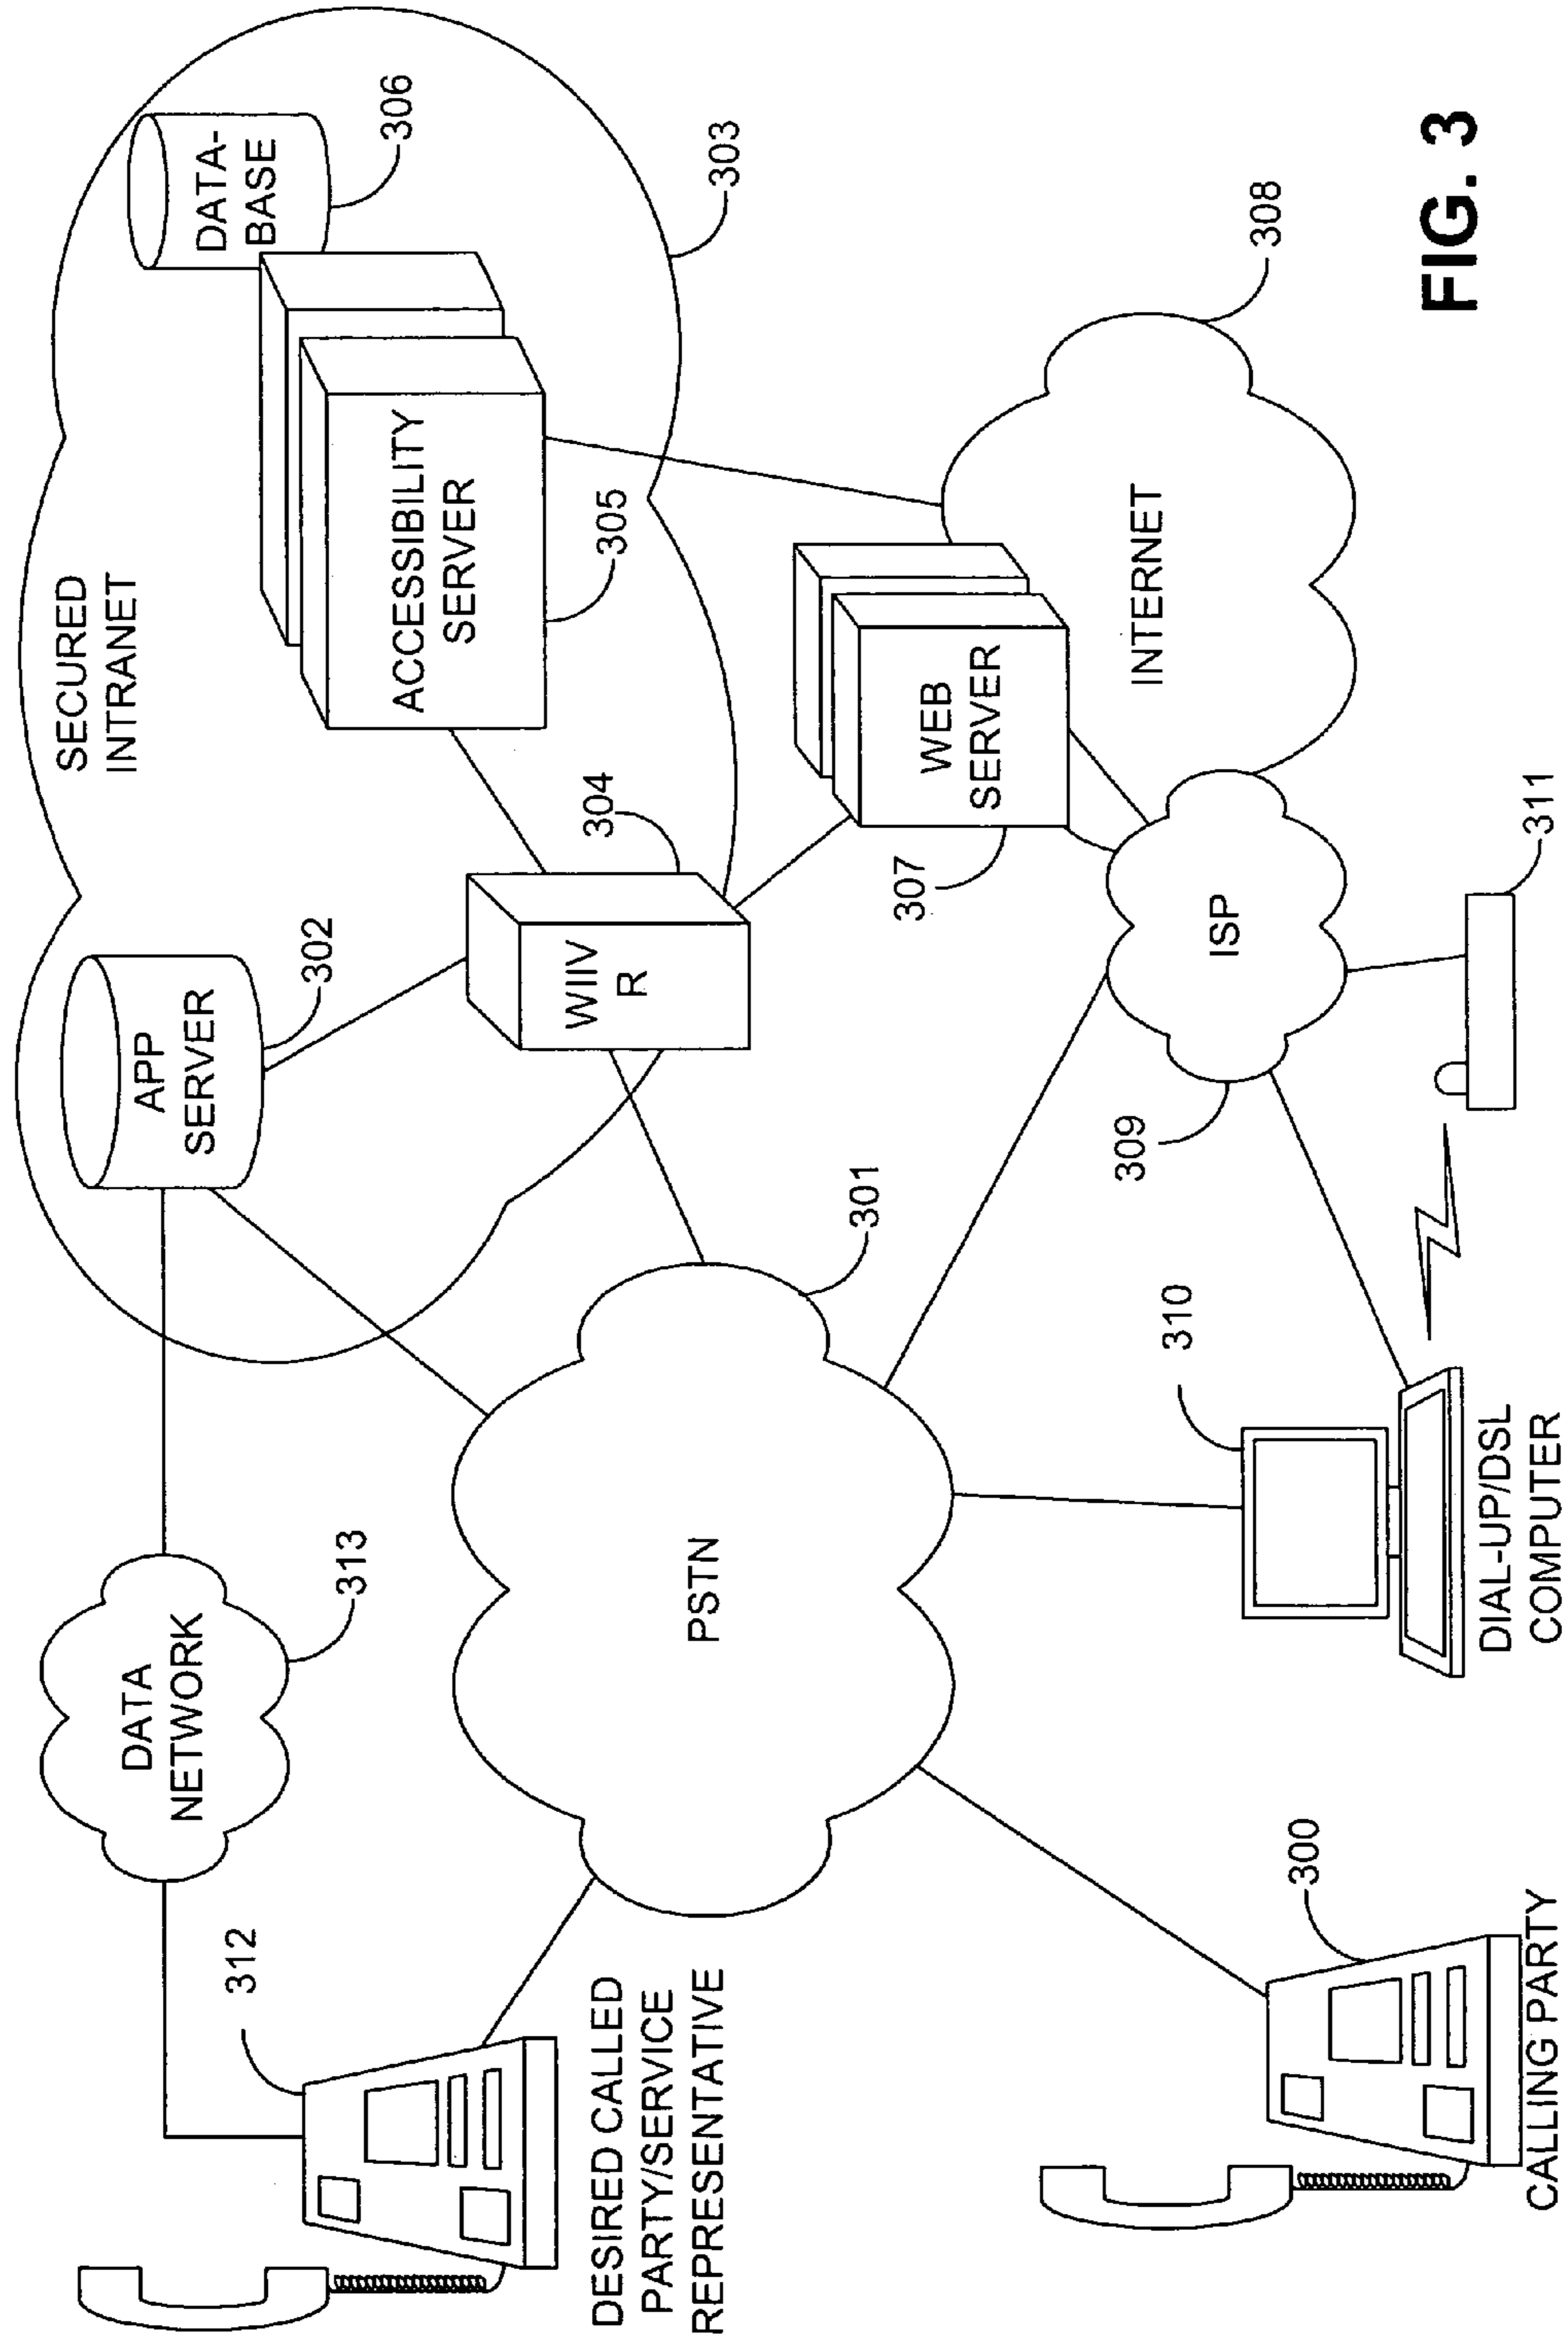 SECURED
INTRANET
DATA-
BASE
306
APP
SERVER
302
ACCESSIBILITY
SERVER
305
303
304
WIIV
R
DATA
NETWORK
313
312
DESIRED CALLED
PARTY/SERVICE
REPRESENTATIVE
PSTN
301
WEB
SERVER
307
INTERNET
308
ISP
309
310
311
DIAL-UP/DSL
COMPUTER
300
CALLING PARTY
FIG. 3